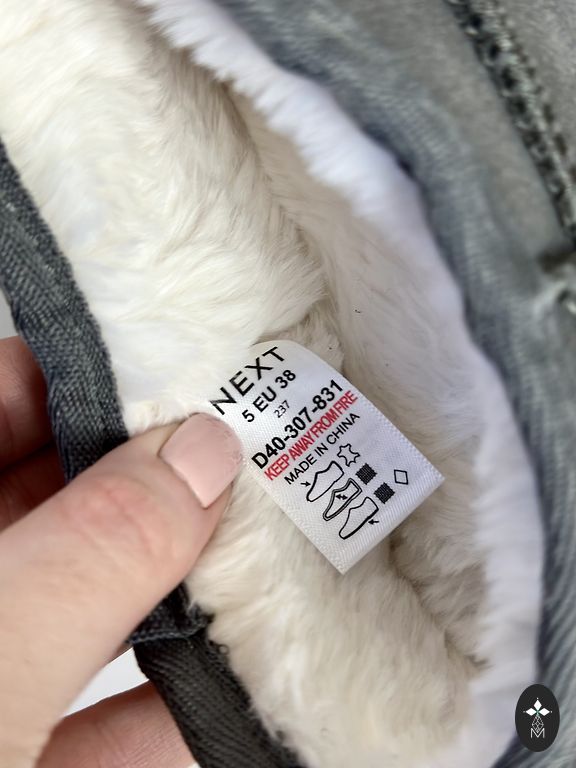 NEXT
5 EU 38
237
D40-307-831
KEEP AWAY FROM FIRE
MADE IN CHINA
M